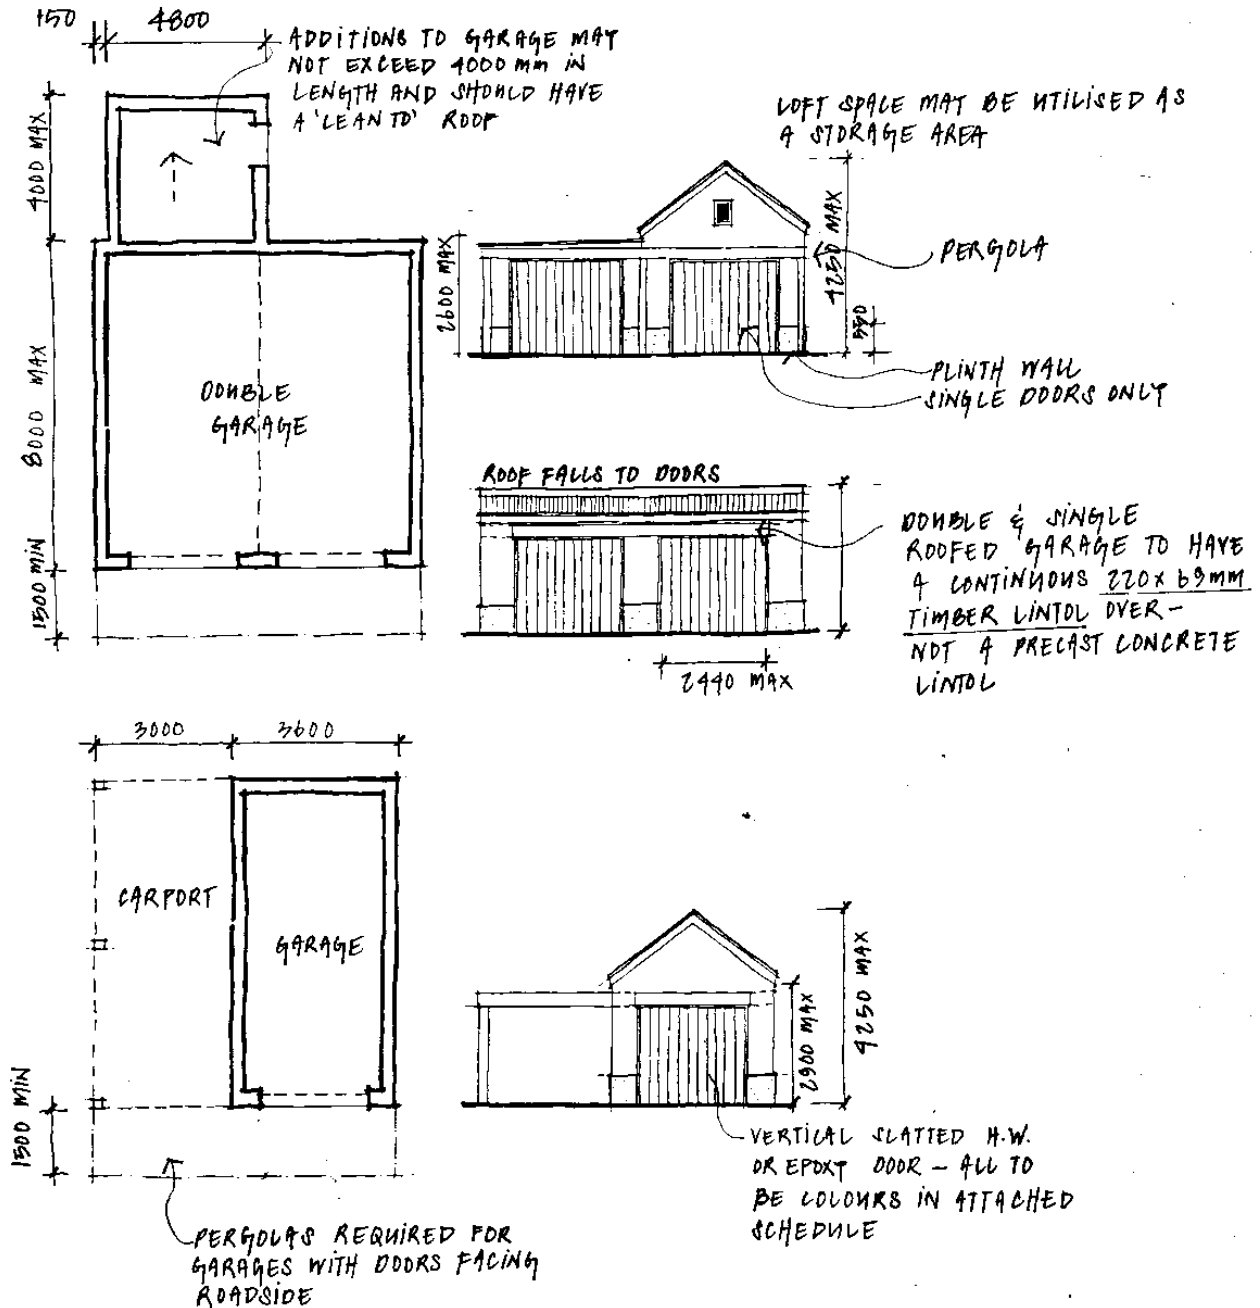 150
4800
ADDITIONS TO GARAGE MAY
NOT EXCEED 4000 mm IN
LENGTH AND SHOULD HAVE
A 'LEAN TO' ROOF
4000 MAX
LOFT SPACE MAY BE UTILISED AS
A STORAGE AREA
2600 MAX
4250 MAX
PERGOLA
550
PLINTH WALL
SINGLE DOORS ONLY
8000 MAX
DOUBLE
GARAGE
1500 MIN
ROOF FALLS TO DOORS
DOUBLE & SINGLE
ROOFED GARAGE TO HAVE
A CONTINUOUS 220 x 69mm
TIMBER LINTOL OVER -
NOT A PRECAST CONCRETE
LINTOL
2440 MAX
3000
3600
CARPORT
GARAGE
1500 MIN
2900 MAX
4250 MAX
VERTICAL SLATTED H.W.
OR EPOXY DOOR - ALL TO
BE COLOURS IN ATTACHED
SCHEDULE
PERGOLAS REQUIRED FOR
GARAGES WITH DOORS FACING
ROADSIDE